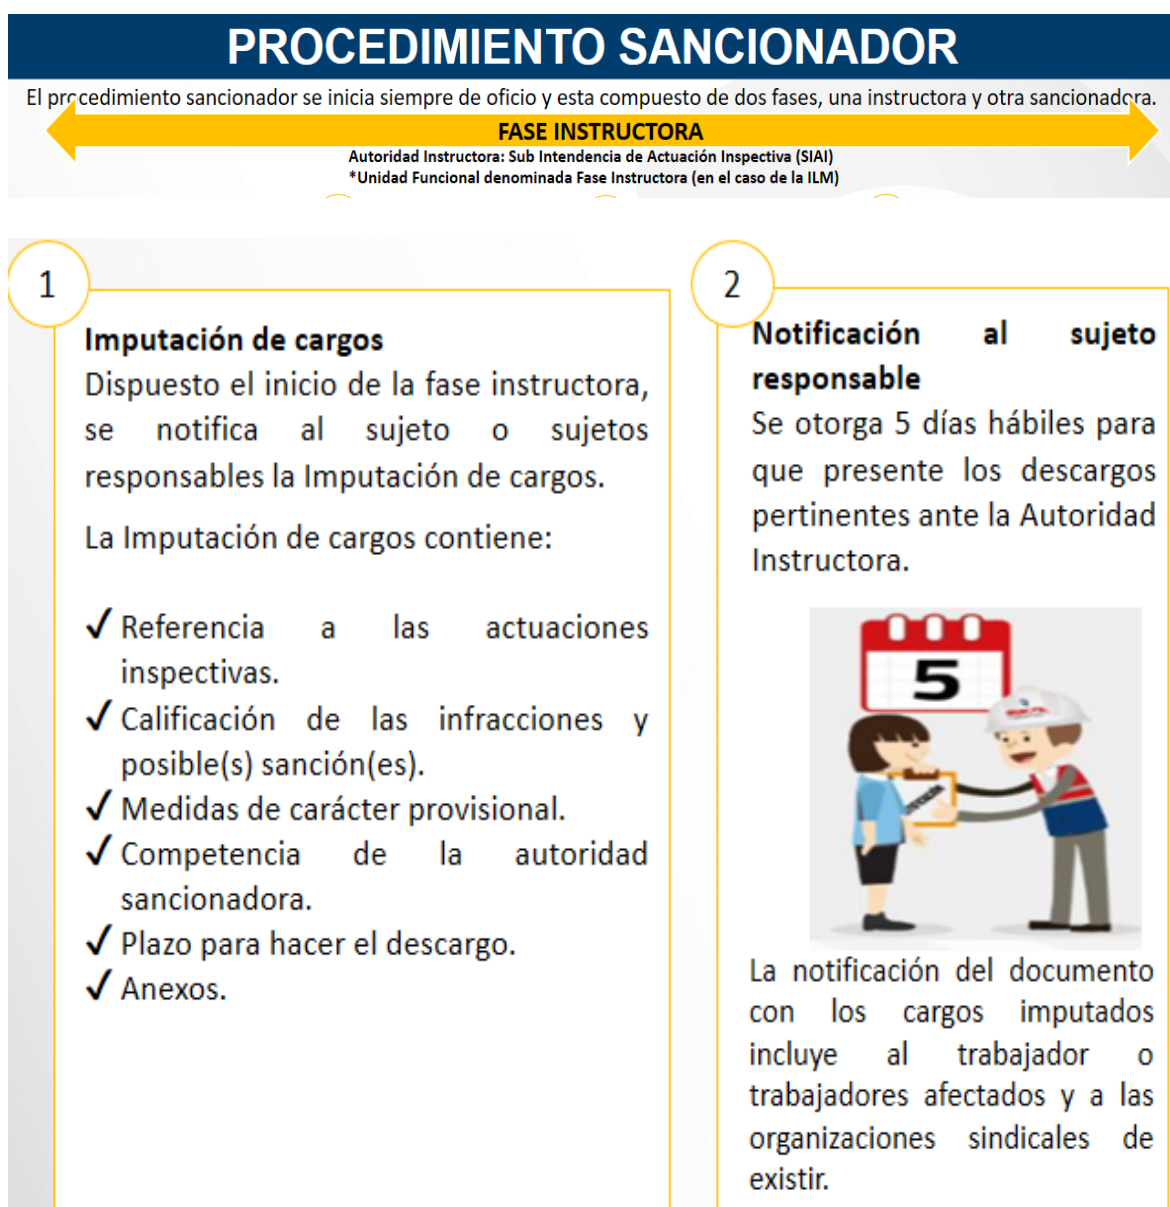 PROCEDIMIENTO SANCIONADOR
El procedimiento sancionador se inicia siempre de oficio y esta compuesto de dos fases, una instructora y otra sancionadora.
FASE INSTRUCTORA
Autoridad Instructora: Sub Intendencia de Actuación Inspectiva (SIAI)
*Unidad Funcional denominada Fase Instructora (en el caso de la ILM)
1
Imputación de cargos
Dispuesto el inicio de la fase instructora,
se notifica al sujeto o sujetos
responsables la Imputación de cargos.
La Imputación de cargos contiene:
✓ Referencia a las actuaciones
inspectivas.
✓ Calificación de las infracciones y
posible(s) sanción(es).
✓ Medidas de carácter provisional.
✓ Competencia de la autoridad
sancionadora.
✓ Plazo para hacer el descargo.
✓ Anexos.
2
Notificación al sujeto
responsable
Se otorga 5 días hábiles para
que presente los descargos
pertinentes ante la Autoridad
Instructora.
5
La notificación del documento
con los cargos imputados
incluye al trabajador o
trabajadores afectados y a las
organizaciones sindicales de
existir.